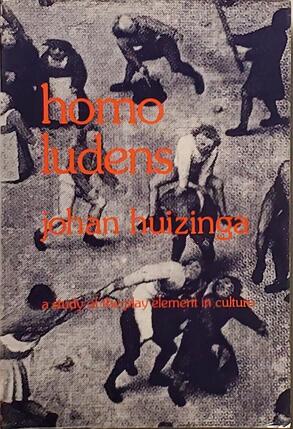 homo
ludens
johan huizinga
a study of the play element in culture